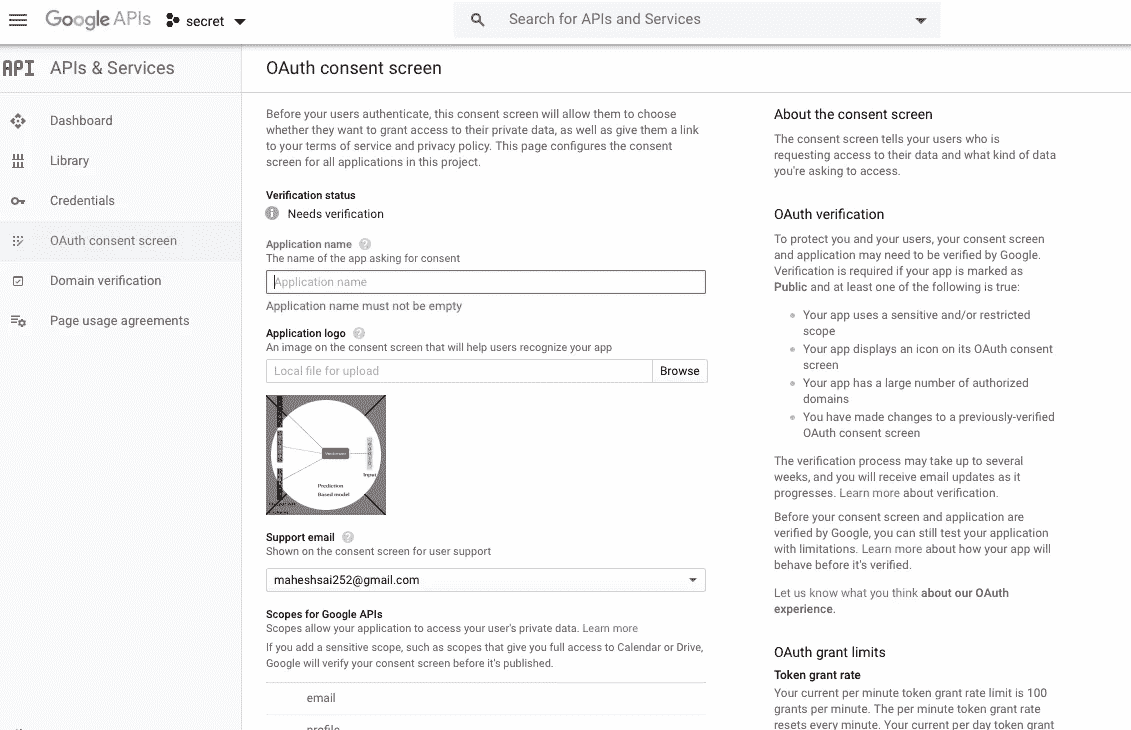 Google APIs
secret
Search for APIs and Services
API APIs & Services
Dashboard
Library
Credentials
OAuth consent screen
Domain verification
Page usage agreements
OAuth consent screen
Before your users authenticate, this consent screen will allow them to choose
whether they want to grant access to their private data, as well as give them a link
to your terms of service and privacy policy. This page configures the consent
screen for all applications in this project.
Verification status
Needs verification
Application name
The name of the app asking for consent
Application name
Application name must not be empty
Application logo
An image on the consent screen that will help users recognize your app
Local file for upload
Browse
Input
Prediction
Based model
Support email
Shown on the consent screen for user support
maheshsai252@gmail.com
Scopes for Google APIs
Scopes allow your application to access your user's private data. Learn more
If you add a sensitive scope, such as scopes that give you full access to Calendar or Drive,
Google will verify your consent screen before it's published.
email
profile
About the consent screen
The consent screen tells your users who is
requesting access to their data and what kind of data
you're asking to access.
OAuth verification
To protect you and your users, your consent screen
and application may need to be verified by Google.
Verification is required if your app is marked as
Public and at least one of the following is true:
Your app uses a sensitive and/or restricted
scope
Your app displays an icon on its OAuth consent
screen
Your app has a large number of authorized
domains
You have made changes to a previously-verified
OAuth consent screen
The verification process may take up to several
weeks, and you will receive email updates as it
progresses. Learn more about verification.
Before your consent screen and application are
verified by Google, you can still test your application
with limitations. Learn more about how your app will
behave before it's verified.
Let us know what you think about our OAuth
experience.
OAuth grant limits
Token grant rate
Your current per minute token grant rate limit is 100
grants per minute. The per minute token grant rate
resets every minute. Your current per day token grant